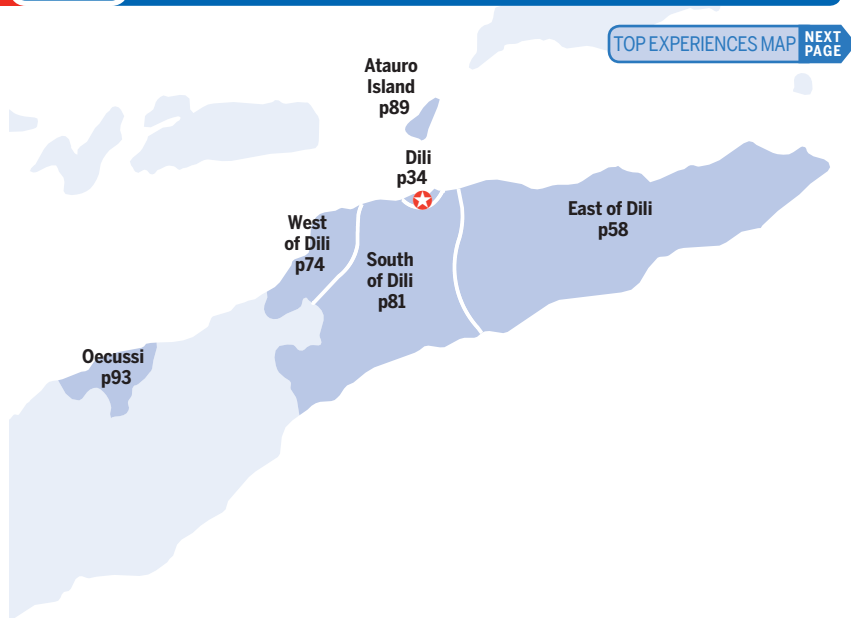 TOP EXPERIENCES MAP
NEXT
PAGE
Atauro
Island
p89
Dili
p34
East of Dili
p58
West
of Dili
p74
South
of Dili
p81
Oecussi
p93